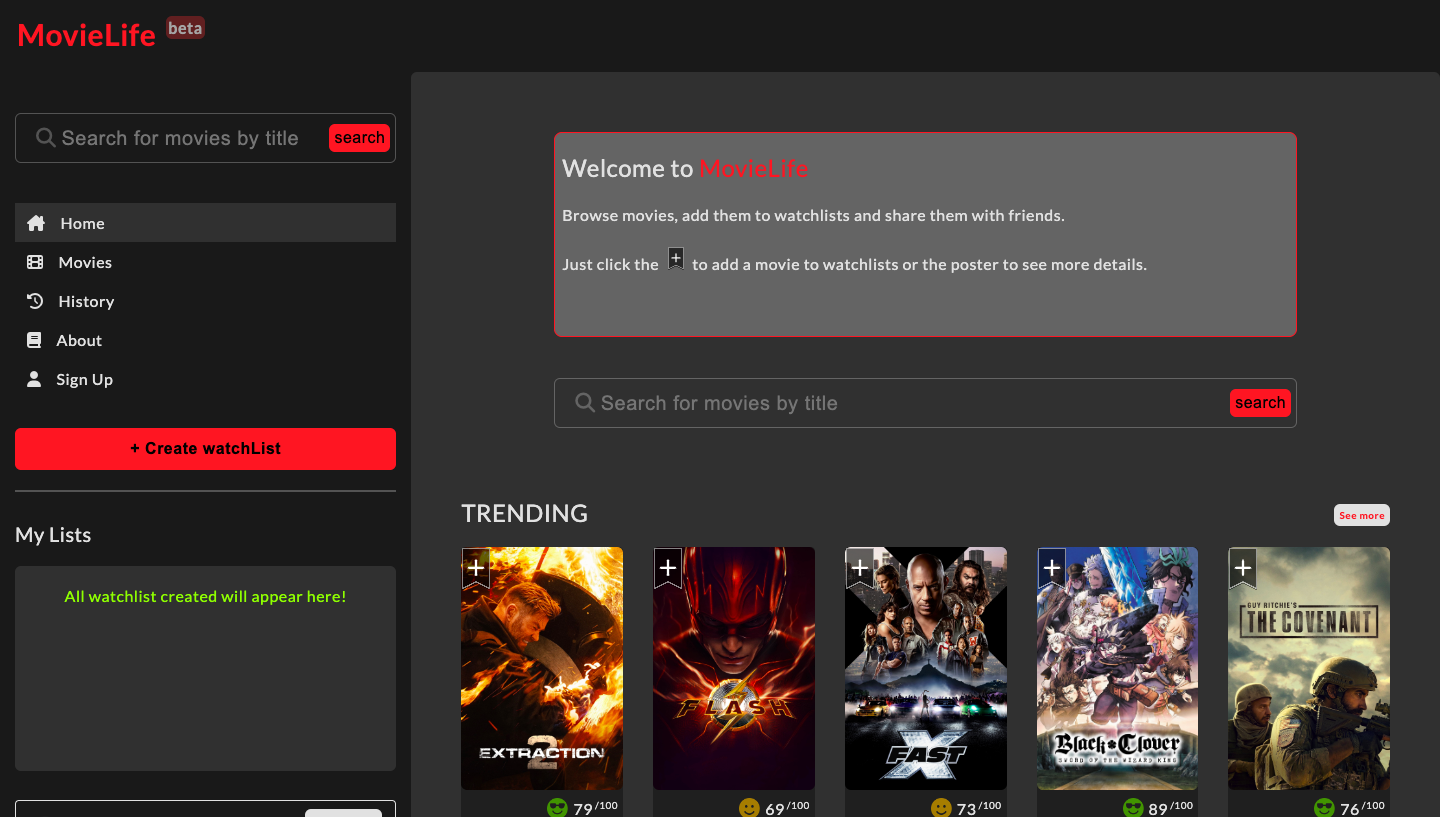 MovieLife beta
Search for movies by title search
Home
Movies
History
About
Sign Up
+ Create watchList
My Lists
All watchlist created will appear here!
Welcome to MovieLife
Browse movies, add them to watchlists and share them with friends.
Just click the + to add a movie to watchlists or the poster to see more details.
Search for movies by title search
TRENDING See more
+
EXTRACTION
2
79/100
+
FLASH
69/100
+
FAST
X
73/100
+
Black Clover
SWORD OF THE WIZARD KING
89/100
+
GUY RITCHIE'S
THE COVENANT
76/100